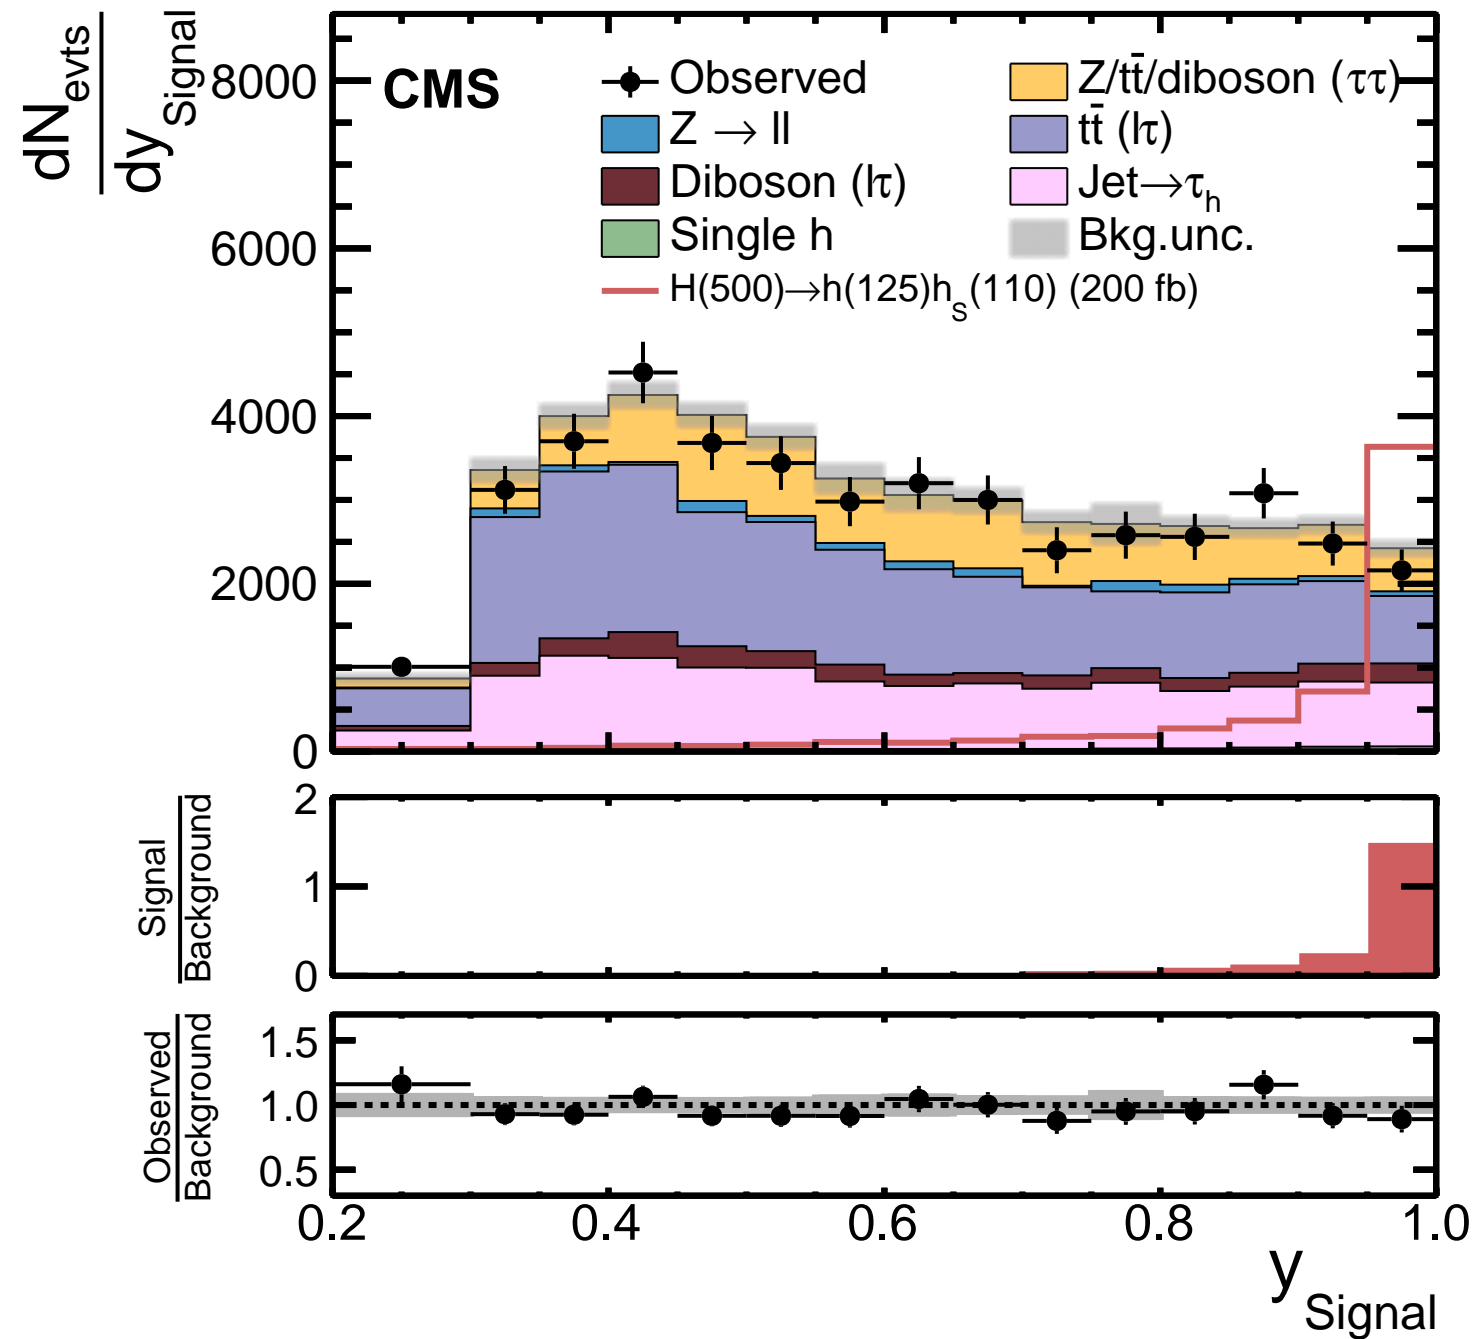 dN_evts
dy_Signal
CMS
Observed
Z/tt̄/diboson (ττ)
Z → ll
tt̄ (lτ)
Diboson (lτ)
Jet→τ_h
Single h
Bkg.unc.
H(500)→h(125)h_S(110) (200 fb)
8000
6000
4000
2000
0
Signal
Background
2
1
0
Observed
Background
1.5
1.0
0.5
0.2 0.4 0.6 0.8 1.0
y_Signal